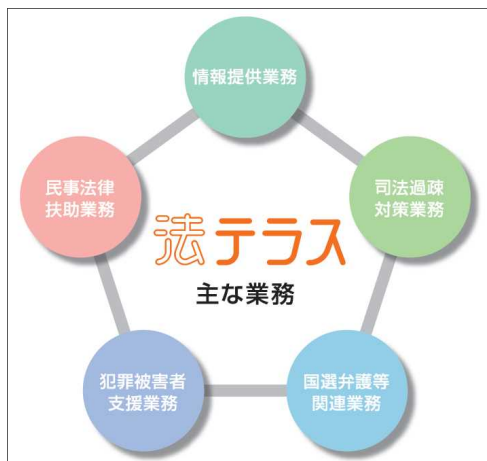 情報提供業務
民事法律
扶助業務
司法過疎
対策業務
法テラス
主な業務
犯罪被害者
支援業務
国選弁護等
関連業務